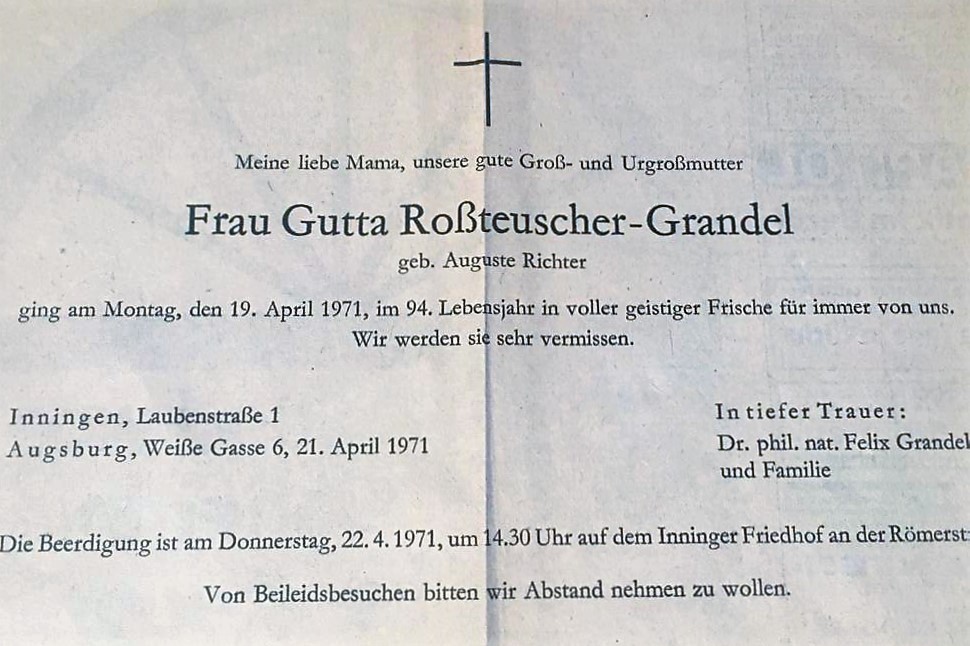 Meine liebe Mama, unsere gute Groß- und Urgroßmutter
Frau Gutta Roßteuscher-Grandel
geb. Auguste Richter
ging am Montag, den 19. April 1971, im 94. Lebensjahr in voller geistiger Frische für immer von uns.
Wir werden sie sehr vermissen.
Inningen, Laubenstraße 1
Augsburg, Weiße Gasse 6, 21. April 1971
In tiefer Trauer:
Dr. phil. nat. Felix Grandel
und Familie
Die Beerdigung ist am Donnerstag, 22. 4. 1971, um 14.30 Uhr auf dem Inninger Friedhof an der Römerst
Von Beileidsbesuchen bitten wir Abstand nehmen zu wollen.